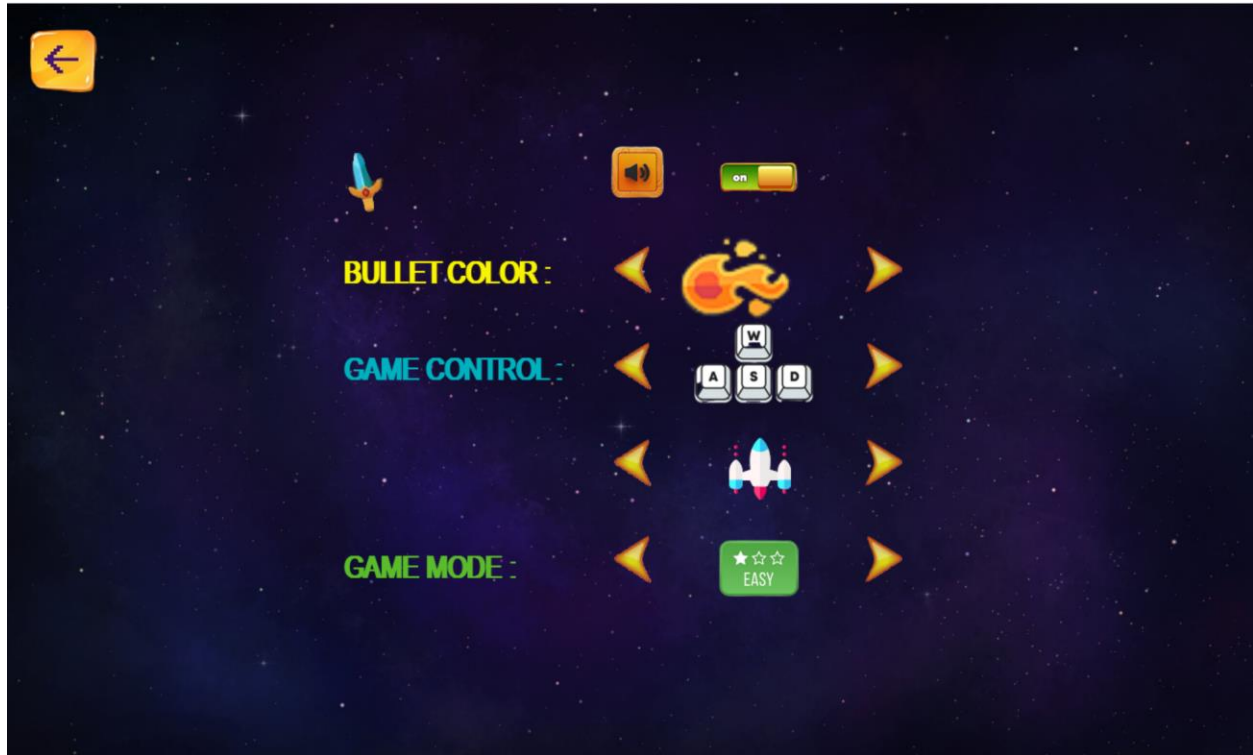 on
BULLET COLOR :
W
GAME CONTROL :
A S D
GAME MODE :
EASY